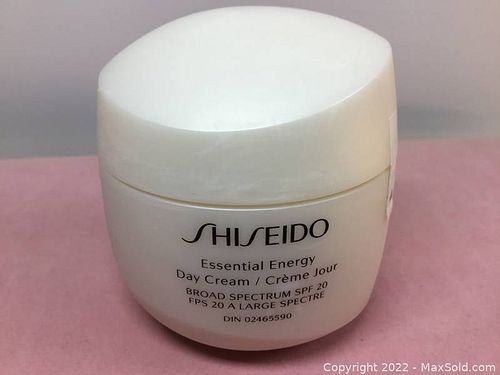 SHISEIDO
Essential Energy
Day Cream / Crème Jour
BROAD SPECTRUM SPF 20
FPS 20 A LARGE SPECTRE
DIN 02465590
Copyright © 2022 - MaxSold.com